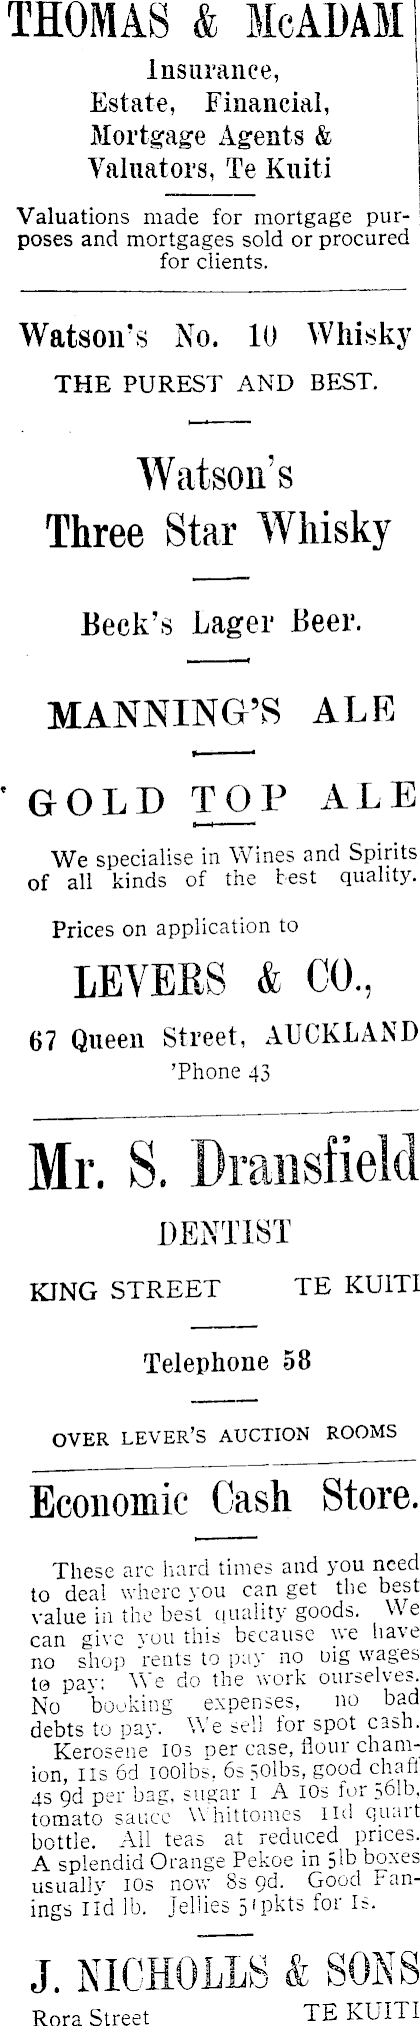 THOMAS & McADAM
Insurance,
Estate, Financial,
Mortgage Agents &
Valuators, Te Kuiti
Valuations made for mortgage pur-
poses and mortgages sold or procured
for clients.
Watson's No. 10 Whisky
THE PUREST AND BEST.
Watson's
Three Star Whisky
Beck's Lager Beer.
MANNING'S ALE
GOLD TOP ALE
We specialise in Wines and Spirits
of all kinds of the best quality.
Prices on application to
LEVERS & CO.,
67 Queen Street, AUCKLAND
'Phone 43
Mr. S. Dransfield
DENTIST
KING STREET TE KUITI
Telephone 58
OVER LEVER'S AUCTION ROOMS
Economic Cash Store.
These are hard times and you need
to deal where you can get the best
value in the best quality goods. We
can give you this because we have
no shop rents to pay no big wages
to pay: We do the work ourselves.
No booking expenses, no bad
debts to pay. We sell for spot cash.
Kerosene 10s per case, flour cham-
ion, 11s 6d 100lbs, 6s 50lbs, good chaff
4s 9d per bag, sugar 1 A 10s for 56lb,
tomato sauce Whittomes 11d quart
bottle. All teas at reduced prices.
A splendid Orange Pekoe in 5lb boxes
usually 10s now 8s 9d. Good Fan-
ings 11d lb. Jellies 5 pkts for 1s.
J. NICHOLLS & SONS
Rora Street TE KUITI